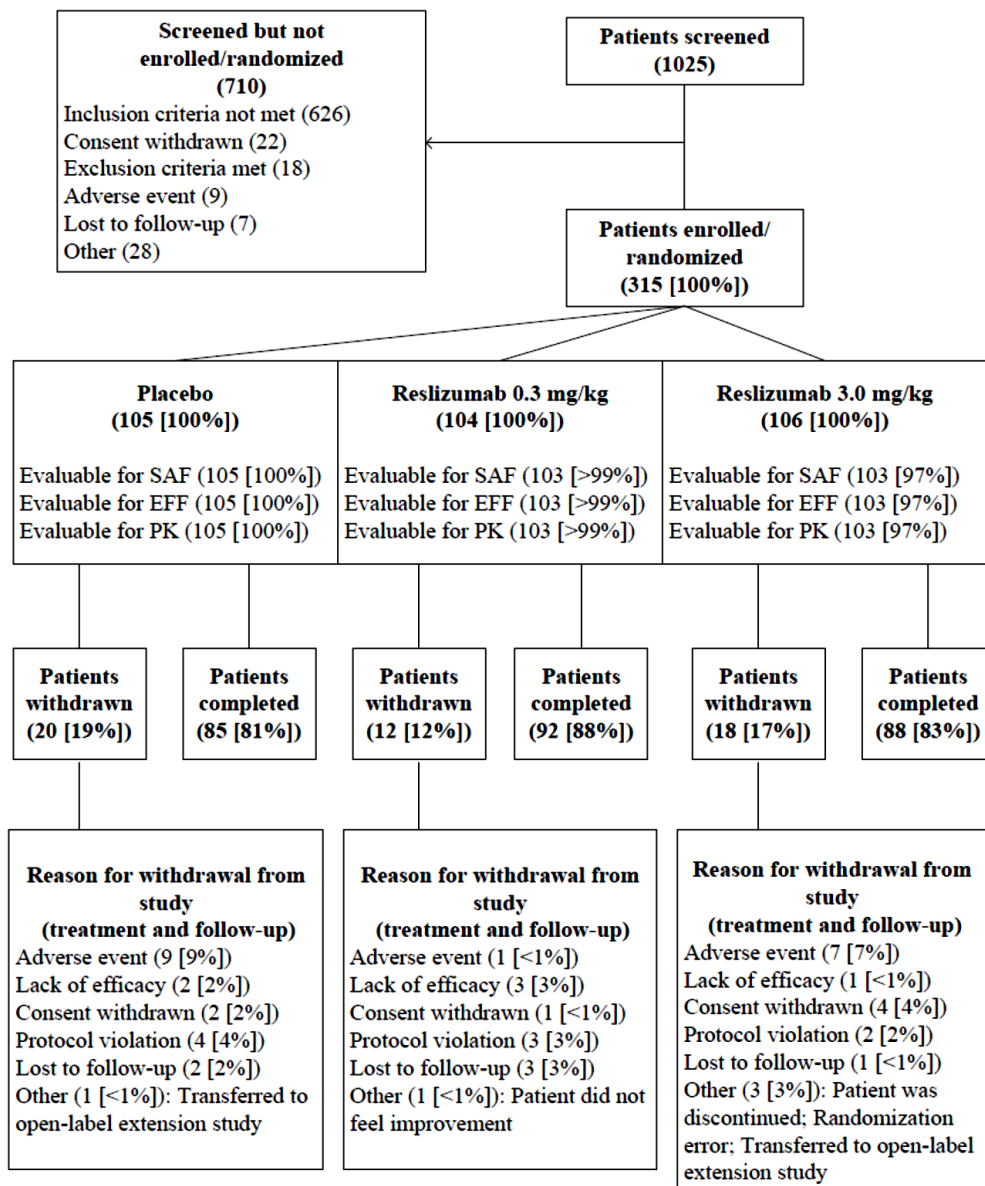 Screened but not
enrolled/randomized
(710)
Inclusion criteria not met (626)
Consent withdrawn (22)
Exclusion criteria met (18)
Adverse event (9)
Lost to follow-up (7)
Other (28)
Patients screened
(1025)
Patients enrolled/
randomized
(315 [100%])
Placebo
(105 [100%])
Evaluable for SAF (105 [100%])
Evaluable for EFF (105 [100%])
Evaluable for PK (105 [100%])
Reslizumab 0.3 mg/kg
(104 [100%])
Evaluable for SAF (103 [>99%])
Evaluable for EFF (103 [>99%])
Evaluable for PK (103 [>99%])
Reslizumab 3.0 mg/kg
(106 [100%])
Evaluable for SAF (103 [97%])
Evaluable for EFF (103 [97%])
Evaluable for PK (103 [97%])
Patients
withdrawn
(20 [19%])
Patients
completed
(85 [81%])
Patients
withdrawn
(12 [12%])
Patients
completed
(92 [88%])
Patients
withdrawn
(18 [17%])
Patients
completed
(88 [83%])
Reason for withdrawal from
study
(treatment and follow-up)
Adverse event (9 [9%])
Lack of efficacy (2 [2%])
Consent withdrawn (2 [2%])
Protocol violation (4 [4%])
Lost to follow-up (2 [2%])
Other (1 [<1%]): Transferred to
open-label extension study
Reason for withdrawal from
study
(treatment and follow-up)
Adverse event (1 [<1%])
Lack of efficacy (3 [3%])
Consent withdrawn (1 [<1%])
Protocol violation (3 [3%])
Lost to follow-up (3 [3%])
Other (1 [<1%]): Patient did not
feel improvement
Reason for withdrawal from
study
(treatment and follow-up)
Adverse event (7 [7%])
Lack of efficacy (1 [<1%])
Consent withdrawn (4 [4%])
Protocol violation (2 [2%])
Lost to follow-up (1 [<1%])
Other (3 [3%]): Patient was
discontinued; Randomization
error; Transferred to open-label
extension study